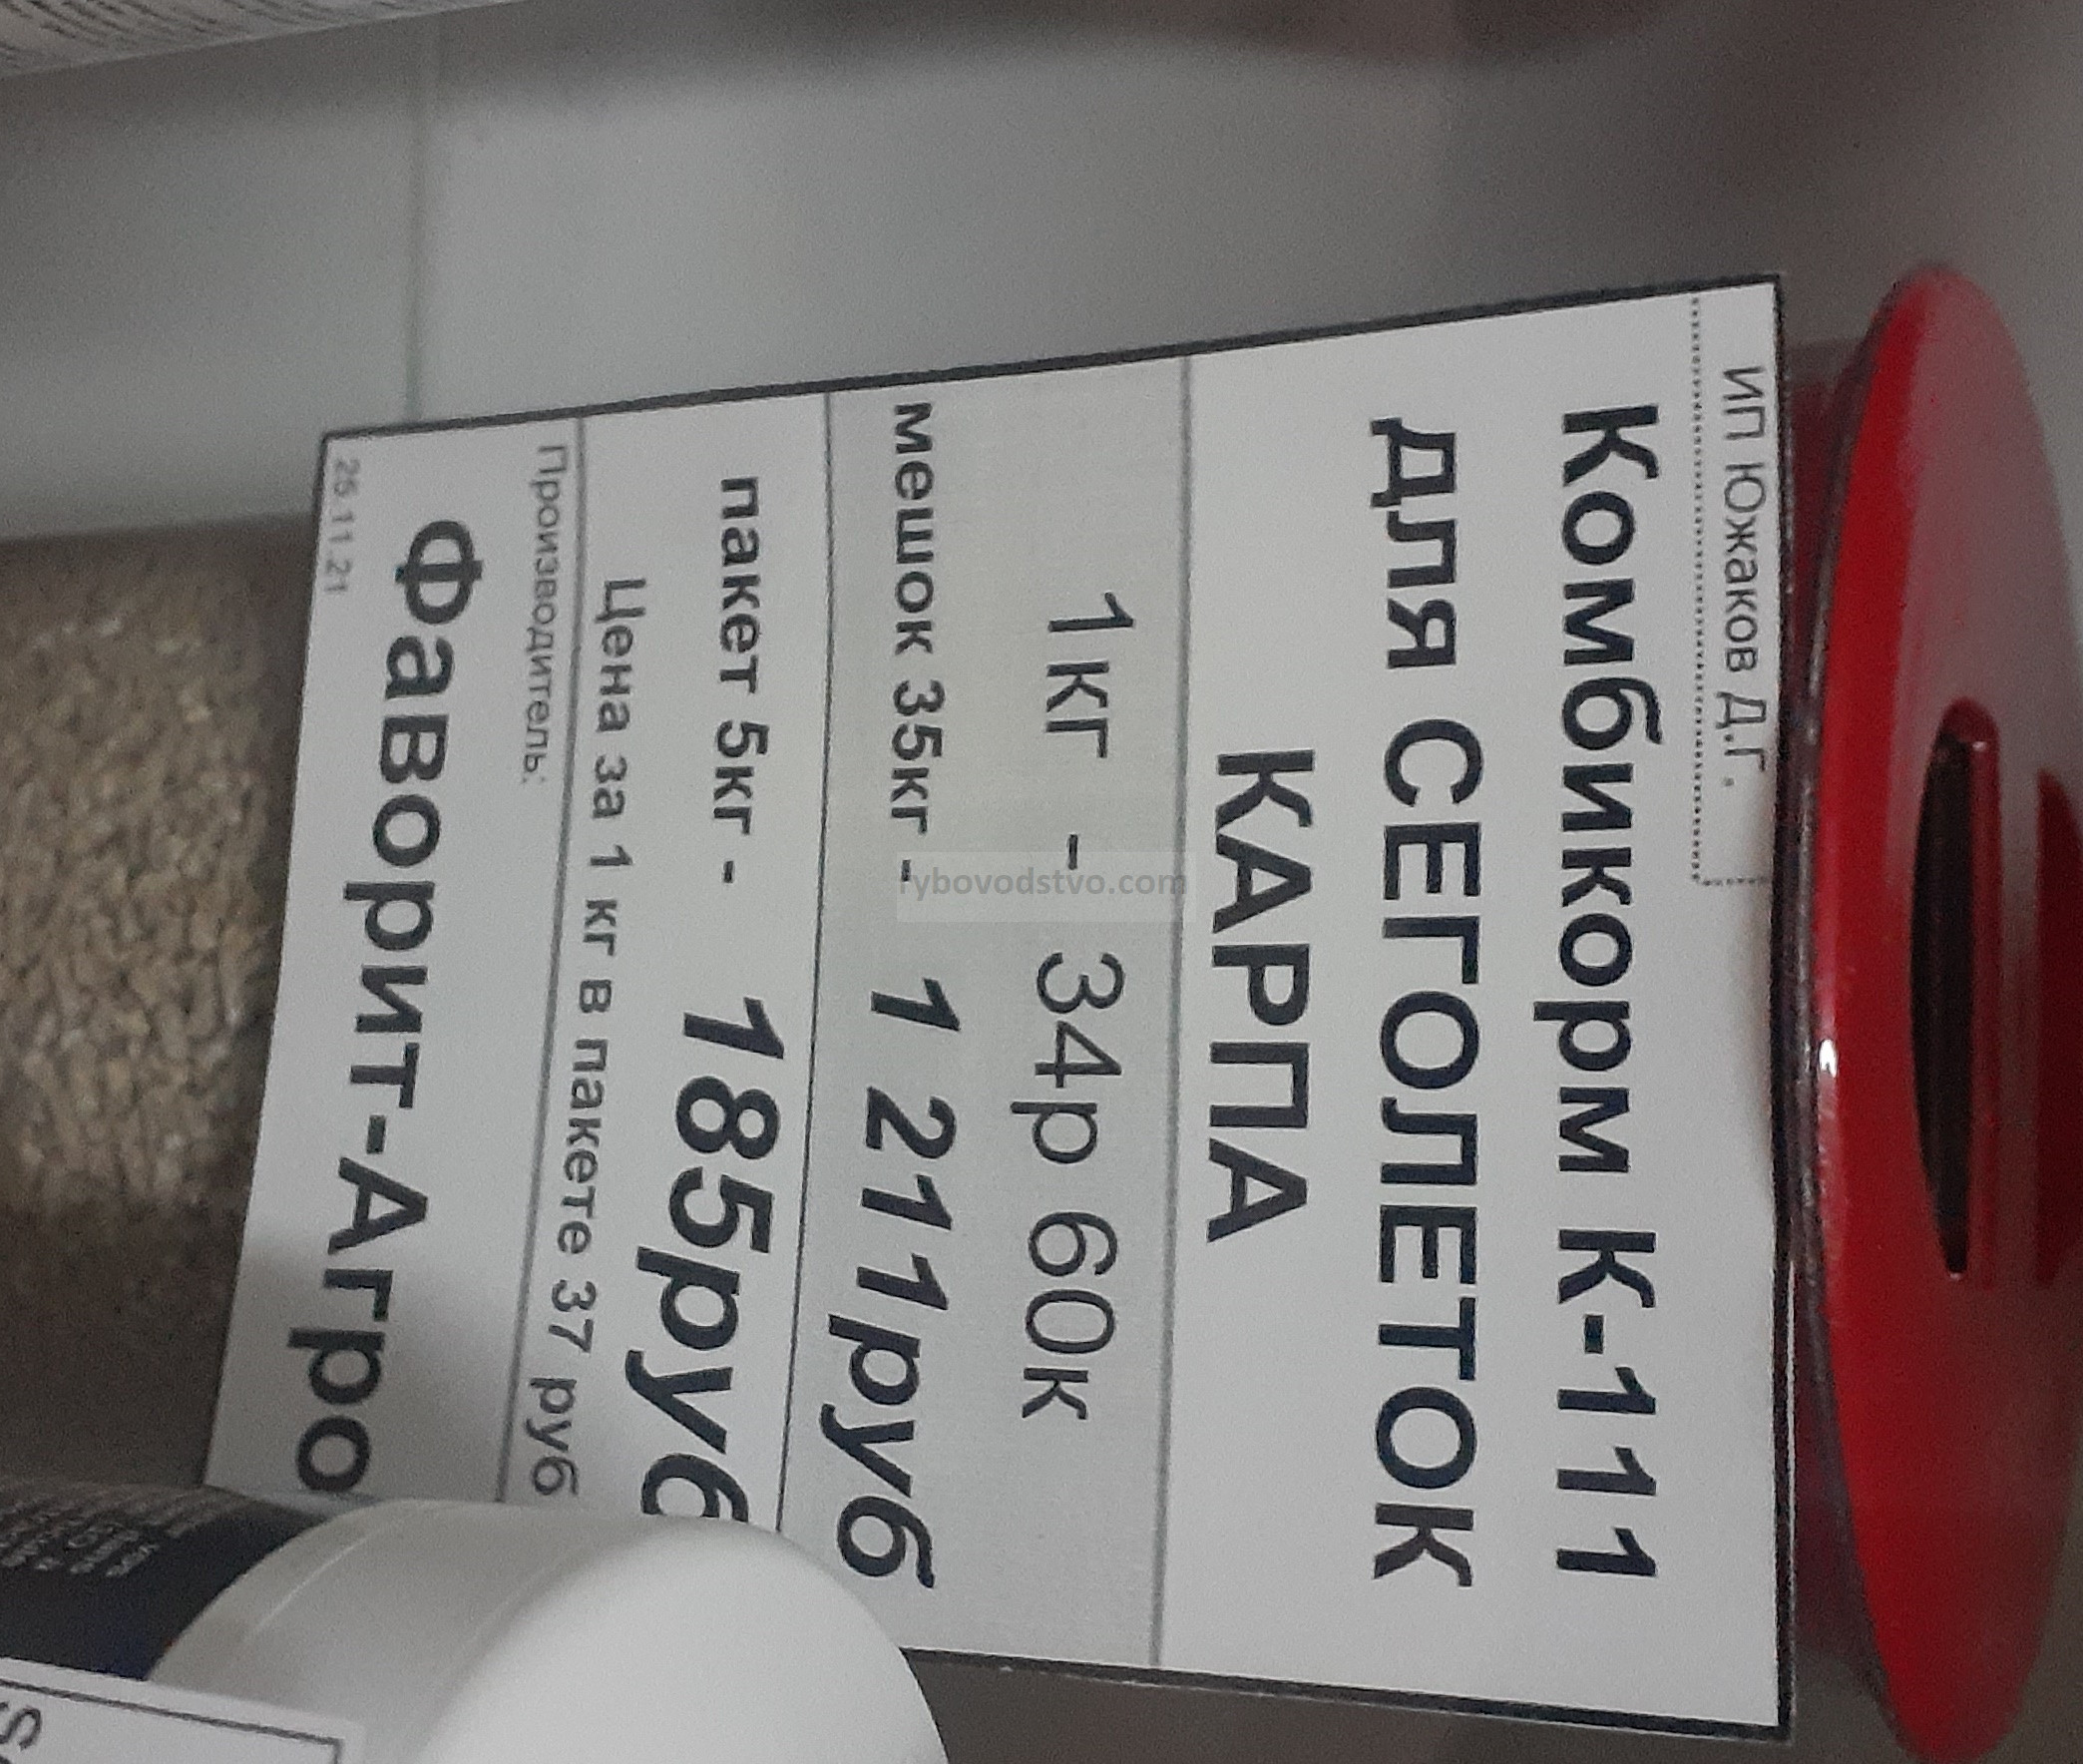 ИП Южаков Д.Г.
Комбикорм К-111
для СЕГОЛЕТОК
КАРПА
1кг - 34р 60к
мешок 35кг - 1 211руб
пакет 5кг - 185руб
Цена за 1 кг в пакете 37 руб
Производитель:
Фаворит-Агро
25.11.21
rybovodstvo.com